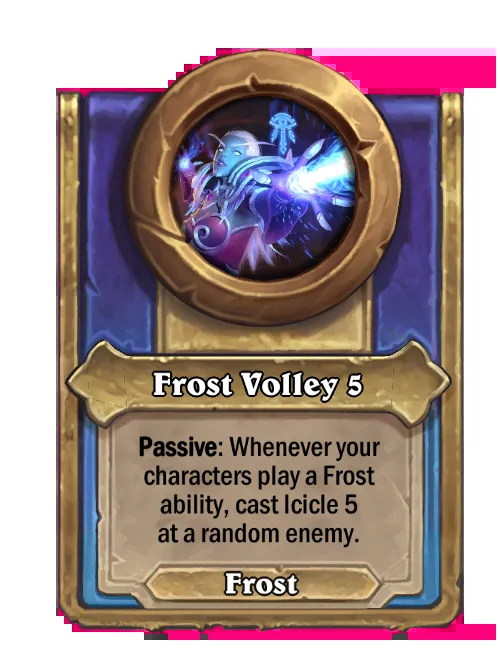 Frost Volley 5
Passive: Whenever your
characters play a Frost
ability, cast Icicle 5
at a random enemy.
Frost